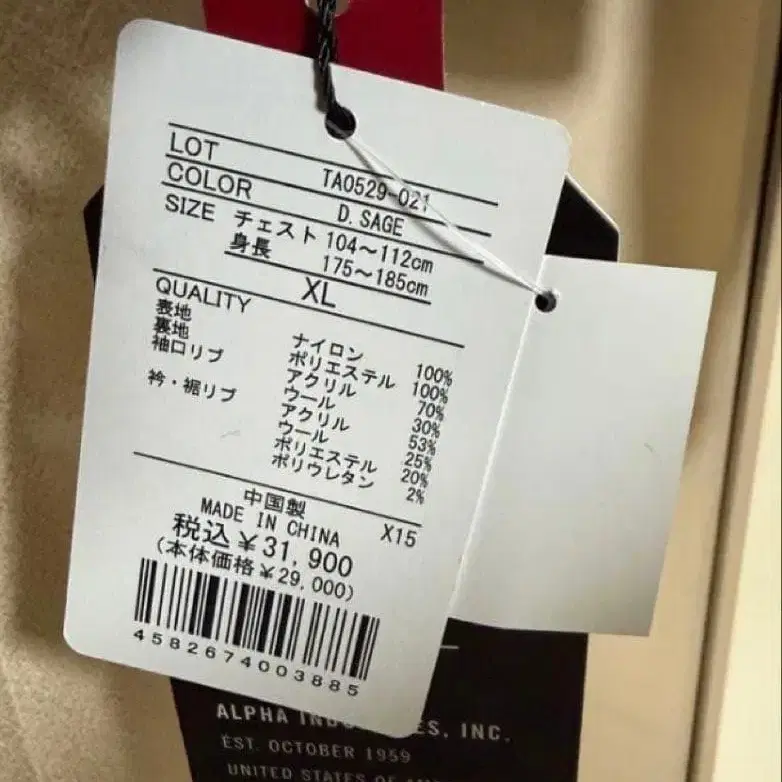 LOT TA0529-021
COLOR D.SAGE
SIZE チェスト 104～112cm
身長 175～185cm
XL
QUALITY
表地 ナイロン 100%
裏地 ポリエステル 100%
袖口リブ アクリル 70%
ウール 30%
衿・裾リブ アクリル 53%
ウール 25%
ポリエステル 20%
ポリウレタン 2%
中国製
MADE IN CHINA X15
税込￥31,900
(本体価格￥29,000)
4582674003885
ALPHA INDUSTRIES, INC.
EST. OCTOBER 1959
UNITED STATES OF